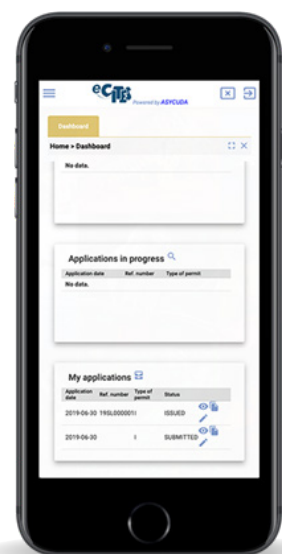 eCITES
Powered by ASYCUDA
Dashboard
Home > Dashboard
No data.
Applications in progress
Application date Ref. number Type of permit
No data.
My applications
Application date Ref. number Type of permit Status
2019-06-30 19SL000001 I ISSUED
2019-06-30 I SUBMITTED